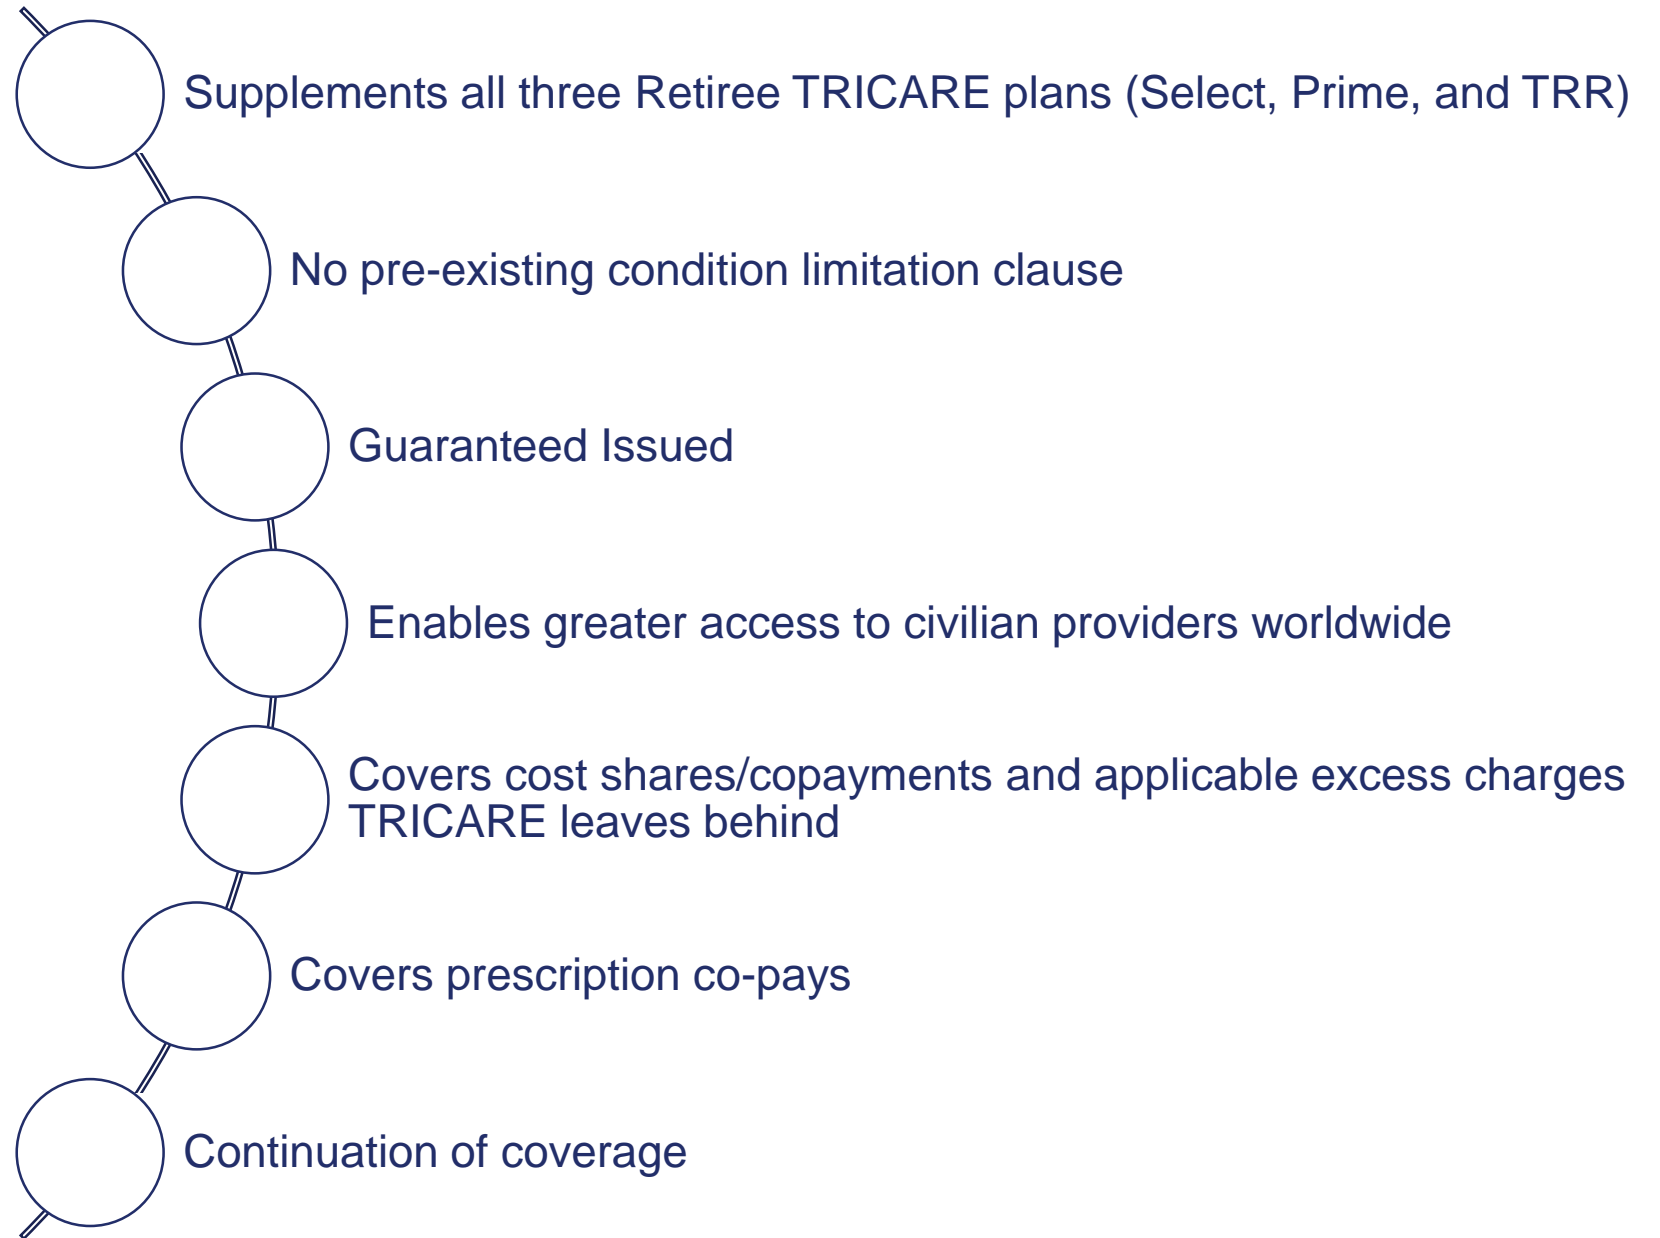 Supplements all three Retiree TRICARE plans (Select, Prime, and TRR)
No pre-existing condition limitation clause
Guaranteed Issued
Enables greater access to civilian providers worldwide
Covers cost shares/copayments and applicable excess charges
TRICARE leaves behind
Covers prescription co-pays
Continuation of coverage